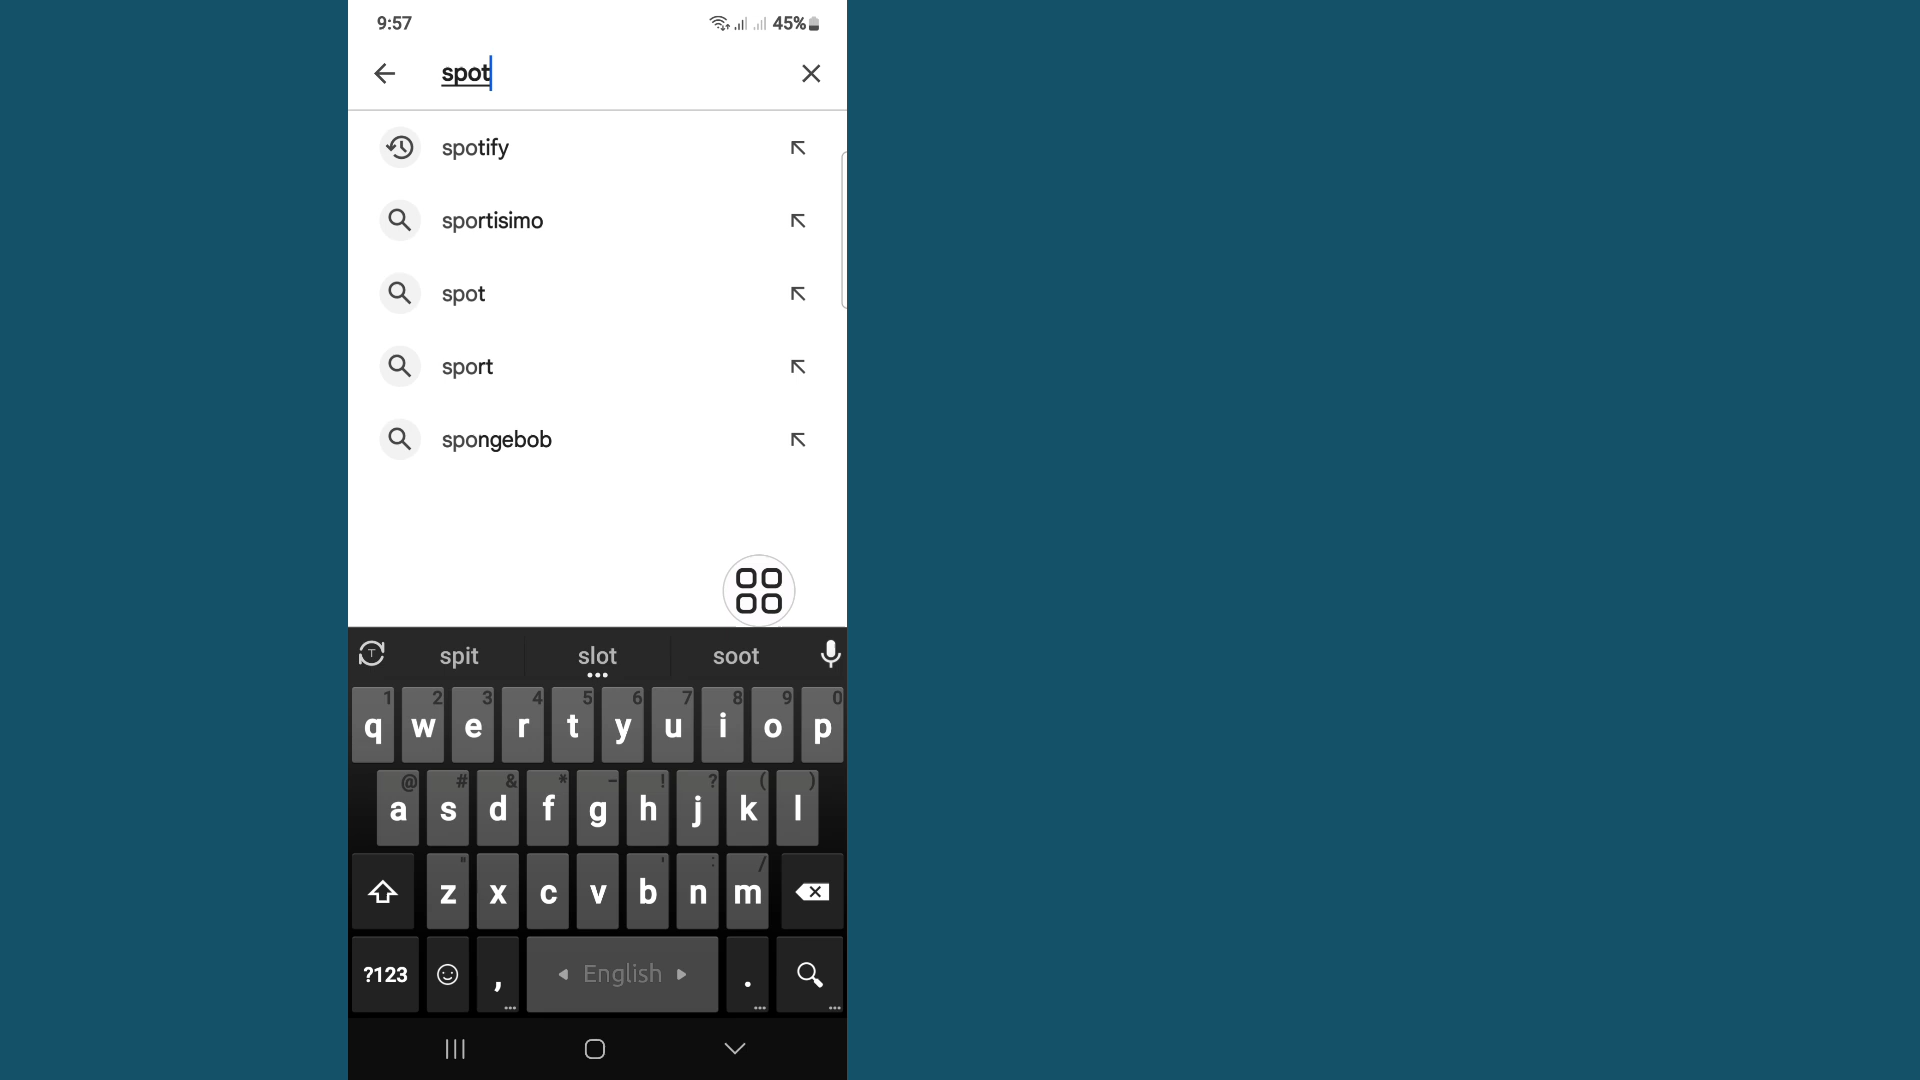 9:57
45%
spot
spotify
sportisimo
spot
sport
spongebob
spit slot soot
1 2 3 4 5 6 7 8 9 0
q w e r t y u i o p
@ # & * - ! ? ( )
a s d f g h j k l
" ' : /
z x c v b n m
?123 , English .